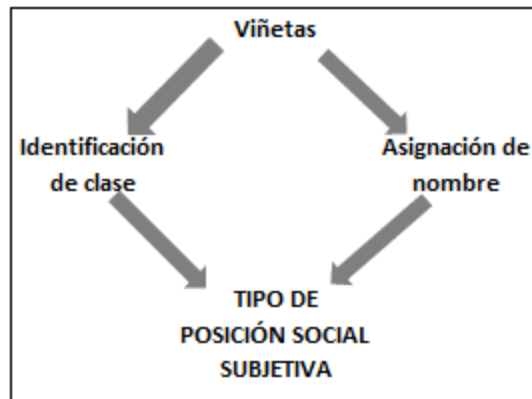 Viñetas
Identificación
de clase
Asignación de
nombre
TIPO DE
POSICIÓN SOCIAL
SUBJETIVA